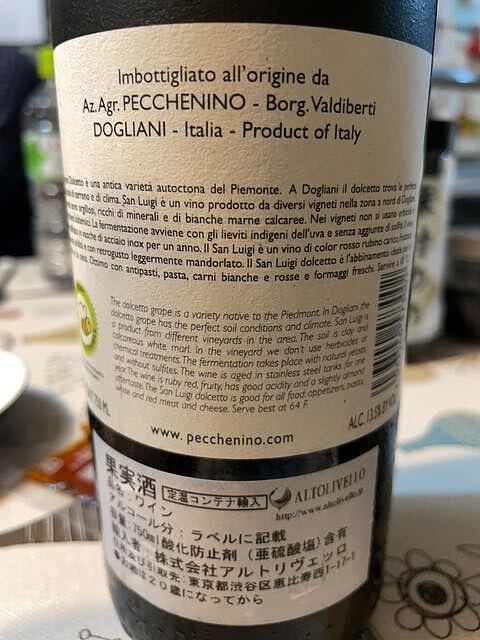 Imbottigliato all'origine da
Az. Agr. PECCHENINO - Borg. Valdiberti
DOGLIANI - Italia - Product of Italy
Dolcetto è una antica varietà autoctona del Piemonte. A Dogliani il dolcetto trova le perfette
di terreno e di clima. San Luigi è un vino prodotto da diversi vigneti nella zona a nord di Dogliani.
argillosi, ricchi di minerali e di bianche marne calcaree. Nei vigneti non si usano
La fermentazione avviene con gli lieviti indigeni dell'uva e senza aggiunta di solfiti. Il vino
in vasche di acciaio inox per un anno. Il San Luigi è un vino di color rosso rubino carico, fruttato,
e con retrogusto leggermente mandorlato. Il San Luigi dolcetto è l'abbinamento ideale
Ottimo con antipasti, pasta, carni bianche e rosse e formaggi freschi. Servire a 18°
The dolcetto grape is a variety native to the Piedmont. In Dogliani the
dolcetto grape has the perfect soil conditions and climate. San Luigi is
a product from different vineyards in the area. The soil is clay and
calcareous white marl. In the vineyard we don't use herbicides or
chemical treatments. The fermentation takes place with natural yeasts
and without sulfites. The wine is aged in stainless steel tanks for one
year. The wine is ruby red, fruity, has good acidity and a slightly almond
aftertaste. The San Luigi dolcetto is good for all food: appetizers, pasta,
white and red meat and cheese. Serve best at 64 F.
ML
ALC. 13.5% BY VOL
www. pecchenino.com
果実酒 定温コンテナ輸入 ALTOLIVELLO
http://www.altolivello.jp
品名：ワイン
アルコール分：ラベルに記載
容量：750ml 酸化防止剤（亜硫酸塩）含有
輸入者：株式会社アルトリヴェッロ
及び引取先：東京都渋谷区恵比寿西1-17-1
●お酒は２０歳になってから